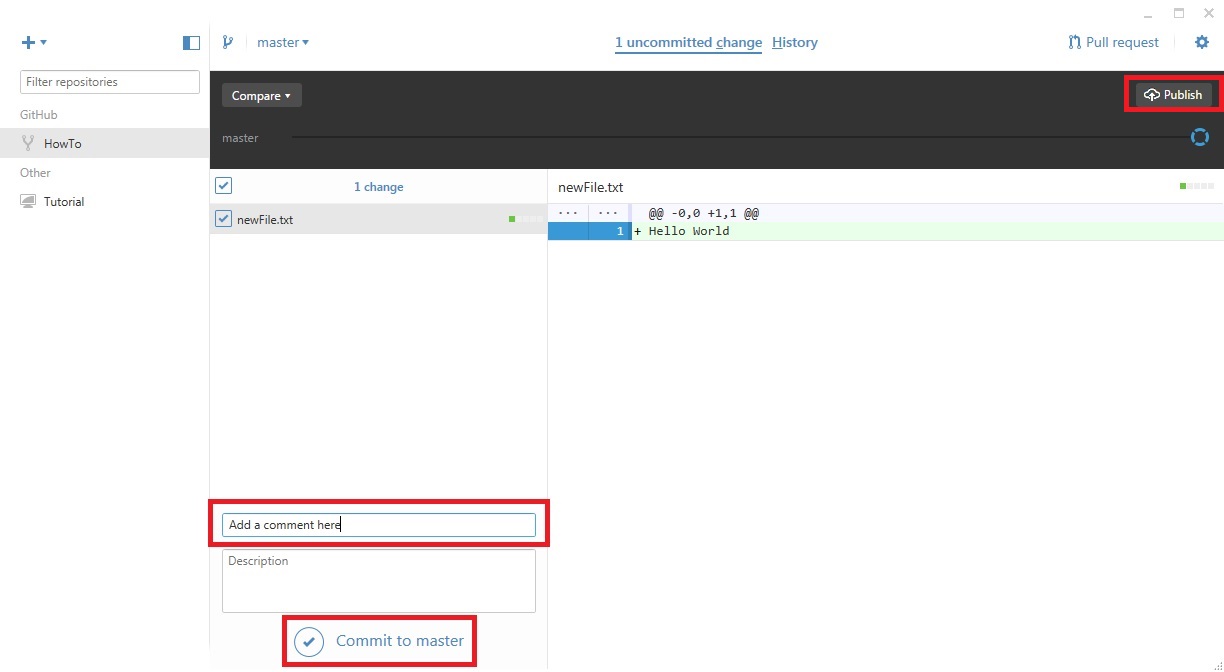 master
1 uncommitted change
History
Pull request
Filter repositories
GitHub
HowTo
Other
Tutorial
Compare
Publish
master
1 change
newFile.txt
newFile.txt
... ... @@ -0,0 +1,1 @@
1 + Hello World
Add a comment here
Description
Commit to master